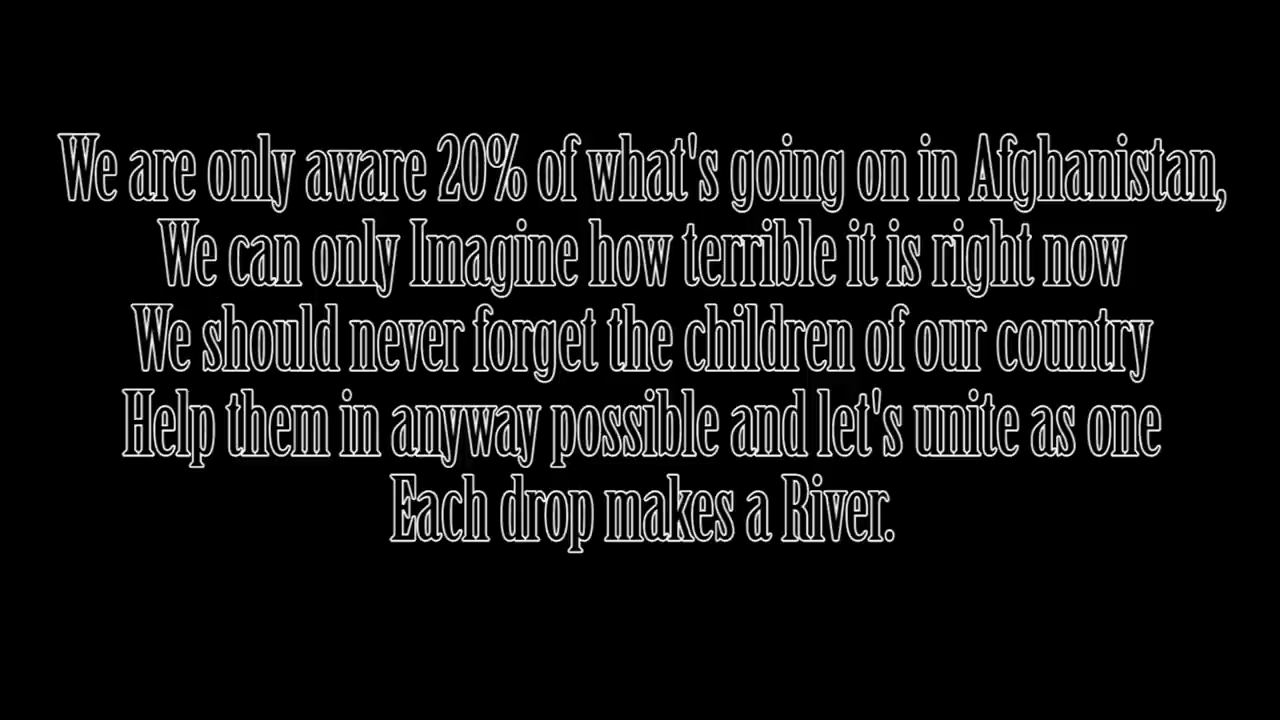 We are only aware 20% of what's going on in Afghanistan,
We can only Imagine how terrible it is right now
We should never forget the children of our country
Help them in anyway possible and let's unite as one
Each drop makes a River.